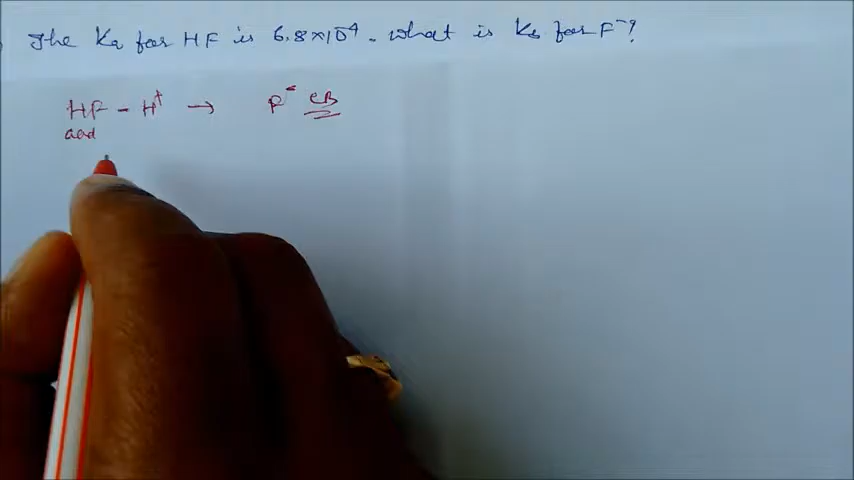 The Ka for HF is 6.8×10⁻⁴. what is Kb for F⁻?
HF - H⁺ → F⁻ CB
acid